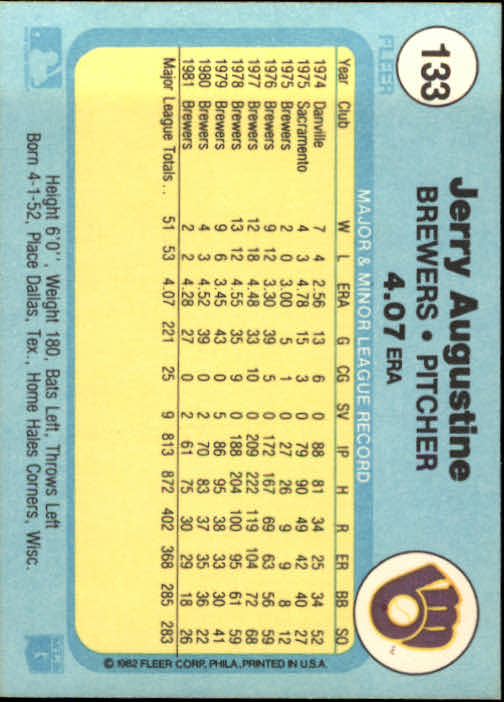 133
FLEER
Jerry Augustine
BREWERS • PITCHER
4.07 ERA
MAJOR & MINOR LEAGUE RECORD
Year Club W L ERA G CG SV IP H R ER BB SO
1974 Danville 7 4 2.56 13 6 0 88 81 34 25 34 52
1975 Sacramento 4 3 4.78 15 3 0 79 90 49 42 40 27
1975 Brewers 2 0 3.00 5 1 0 27 26 9 9 8 12
1976 Brewers 9 12 3.30 39 5 0 172 167 69 63 56 59
1977 Brewers 12 18 4.48 33 10 0 209 222 119 104 72 68
1978 Brewers 13 12 4.55 35 9 0 188 204 100 95 61 59
1979 Brewers 9 6 3.45 43 0 5 86 95 38 33 30 41
1980 Brewers 4 3 4.52 39 0 2 70 83 37 35 36 22
1981 Brewers 2 2 4.28 27 0 2 61 75 30 29 18 26
Major League Totals . . 51 53 4.07 221 25 9 813 872 402 368 285 283
© 1982 FLEER CORP., PHILA., PRINTED IN U.S.A.
Height 6'0", Weight 180, Bats Left, Throws Left
Born 4-1-52, Place Dallas, Tex., Home Hales Corners, Wisc.